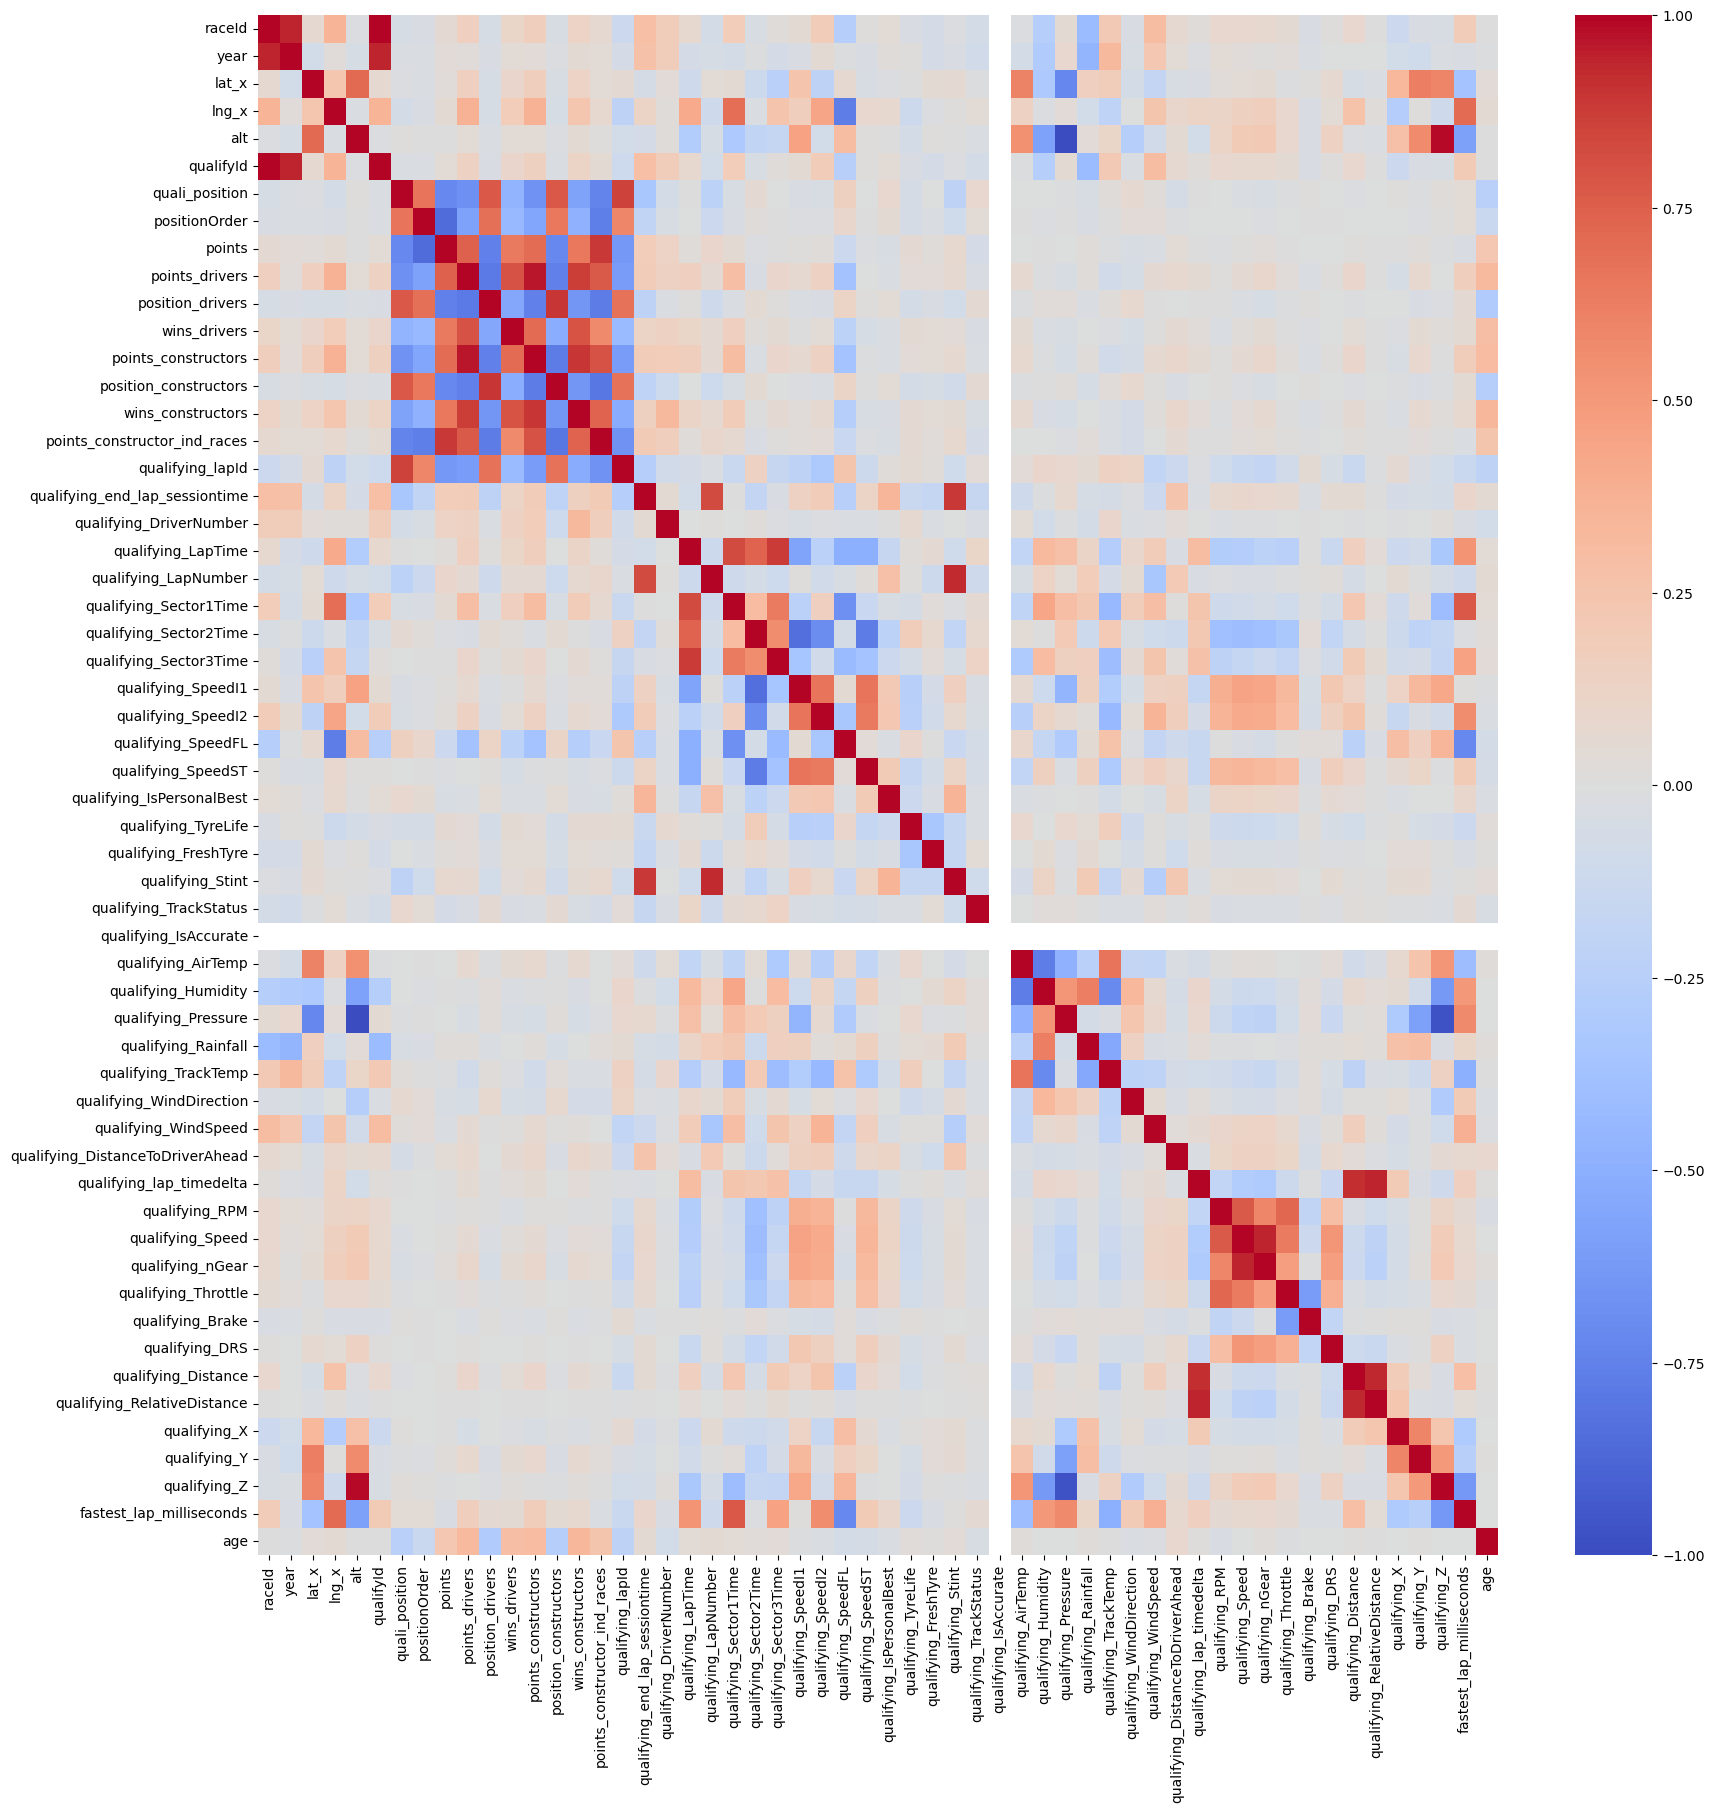 raceId
year
lat_x
lng_x
alt
qualifyId
quali_position
positionOrder
points
points_drivers
position_drivers
wins_drivers
points_constructors
position_constructors
wins_constructors
points_constructor_ind_races
qualifying_lapId
qualifying_end_lap_sessiontime
qualifying_DriverNumber
qualifying_LapTime
qualifying_LapNumber
qualifying_Sector1Time
qualifying_Sector2Time
qualifying_Sector3Time
qualifying_SpeedI1
qualifying_SpeedI2
qualifying_SpeedFL
qualifying_SpeedST
qualifying_IsPersonalBest
qualifying_TyreLife
qualifying_FreshTyre
qualifying_Stint
qualifying_TrackStatus
qualifying_IsAccurate
qualifying_AirTemp
qualifying_Humidity
qualifying_Pressure
qualifying_Rainfall
qualifying_TrackTemp
qualifying_WindDirection
qualifying_WindSpeed
qualifying_DistanceToDriverAhead
qualifying_lap_timedelta
qualifying_RPM
qualifying_Speed
qualifying_nGear
qualifying_Throttle
qualifying_Brake
qualifying_DRS
qualifying_Distance
qualifying_RelativeDistance
qualifying_X
qualifying_Y
qualifying_Z
fastest_lap_milliseconds
age
raceId
year
lat_x
lng_x
alt
qualifyId
quali_position
positionOrder
points
points_drivers
position_drivers
wins_drivers
points_constructors
position_constructors
wins_constructors
points_constructor_ind_races
qualifying_lapId
qualifying_end_lap_sessiontime
qualifying_DriverNumber
qualifying_LapTime
qualifying_LapNumber
qualifying_Sector1Time
qualifying_Sector2Time
qualifying_Sector3Time
qualifying_SpeedI1
qualifying_SpeedI2
qualifying_SpeedFL
qualifying_SpeedST
qualifying_IsPersonalBest
qualifying_TyreLife
qualifying_FreshTyre
qualifying_Stint
qualifying_TrackStatus
qualifying_IsAccurate
qualifying_AirTemp
qualifying_Humidity
qualifying_Pressure
qualifying_Rainfall
qualifying_TrackTemp
qualifying_WindDirection
qualifying_WindSpeed
qualifying_DistanceToDriverAhead
qualifying_lap_timedelta
qualifying_RPM
qualifying_Speed
qualifying_nGear
qualifying_Throttle
qualifying_Brake
qualifying_DRS
qualifying_Distance
qualifying_RelativeDistance
qualifying_X
qualifying_Y
qualifying_Z
fastest_lap_milliseconds
age
1.00
0.75
0.50
0.25
0.00
−0.25
−0.50
−0.75
−1.00